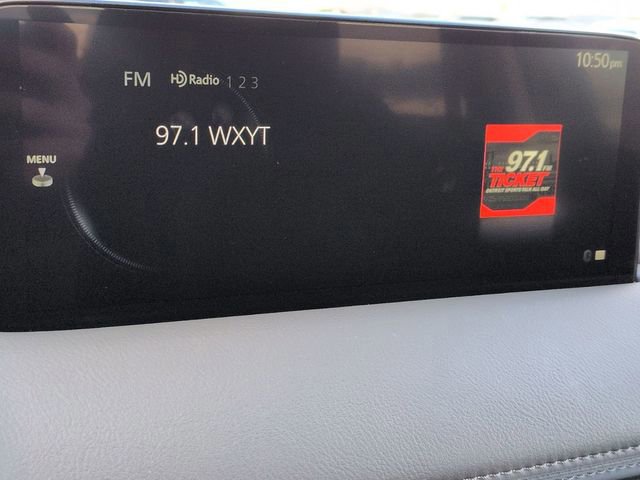 10:50pm
FM HD Radio 1 2 3
97.1 WXYT
MENU
97.1 FM
THE
TICKET
DETROIT SPORTS TALK ALL DAY